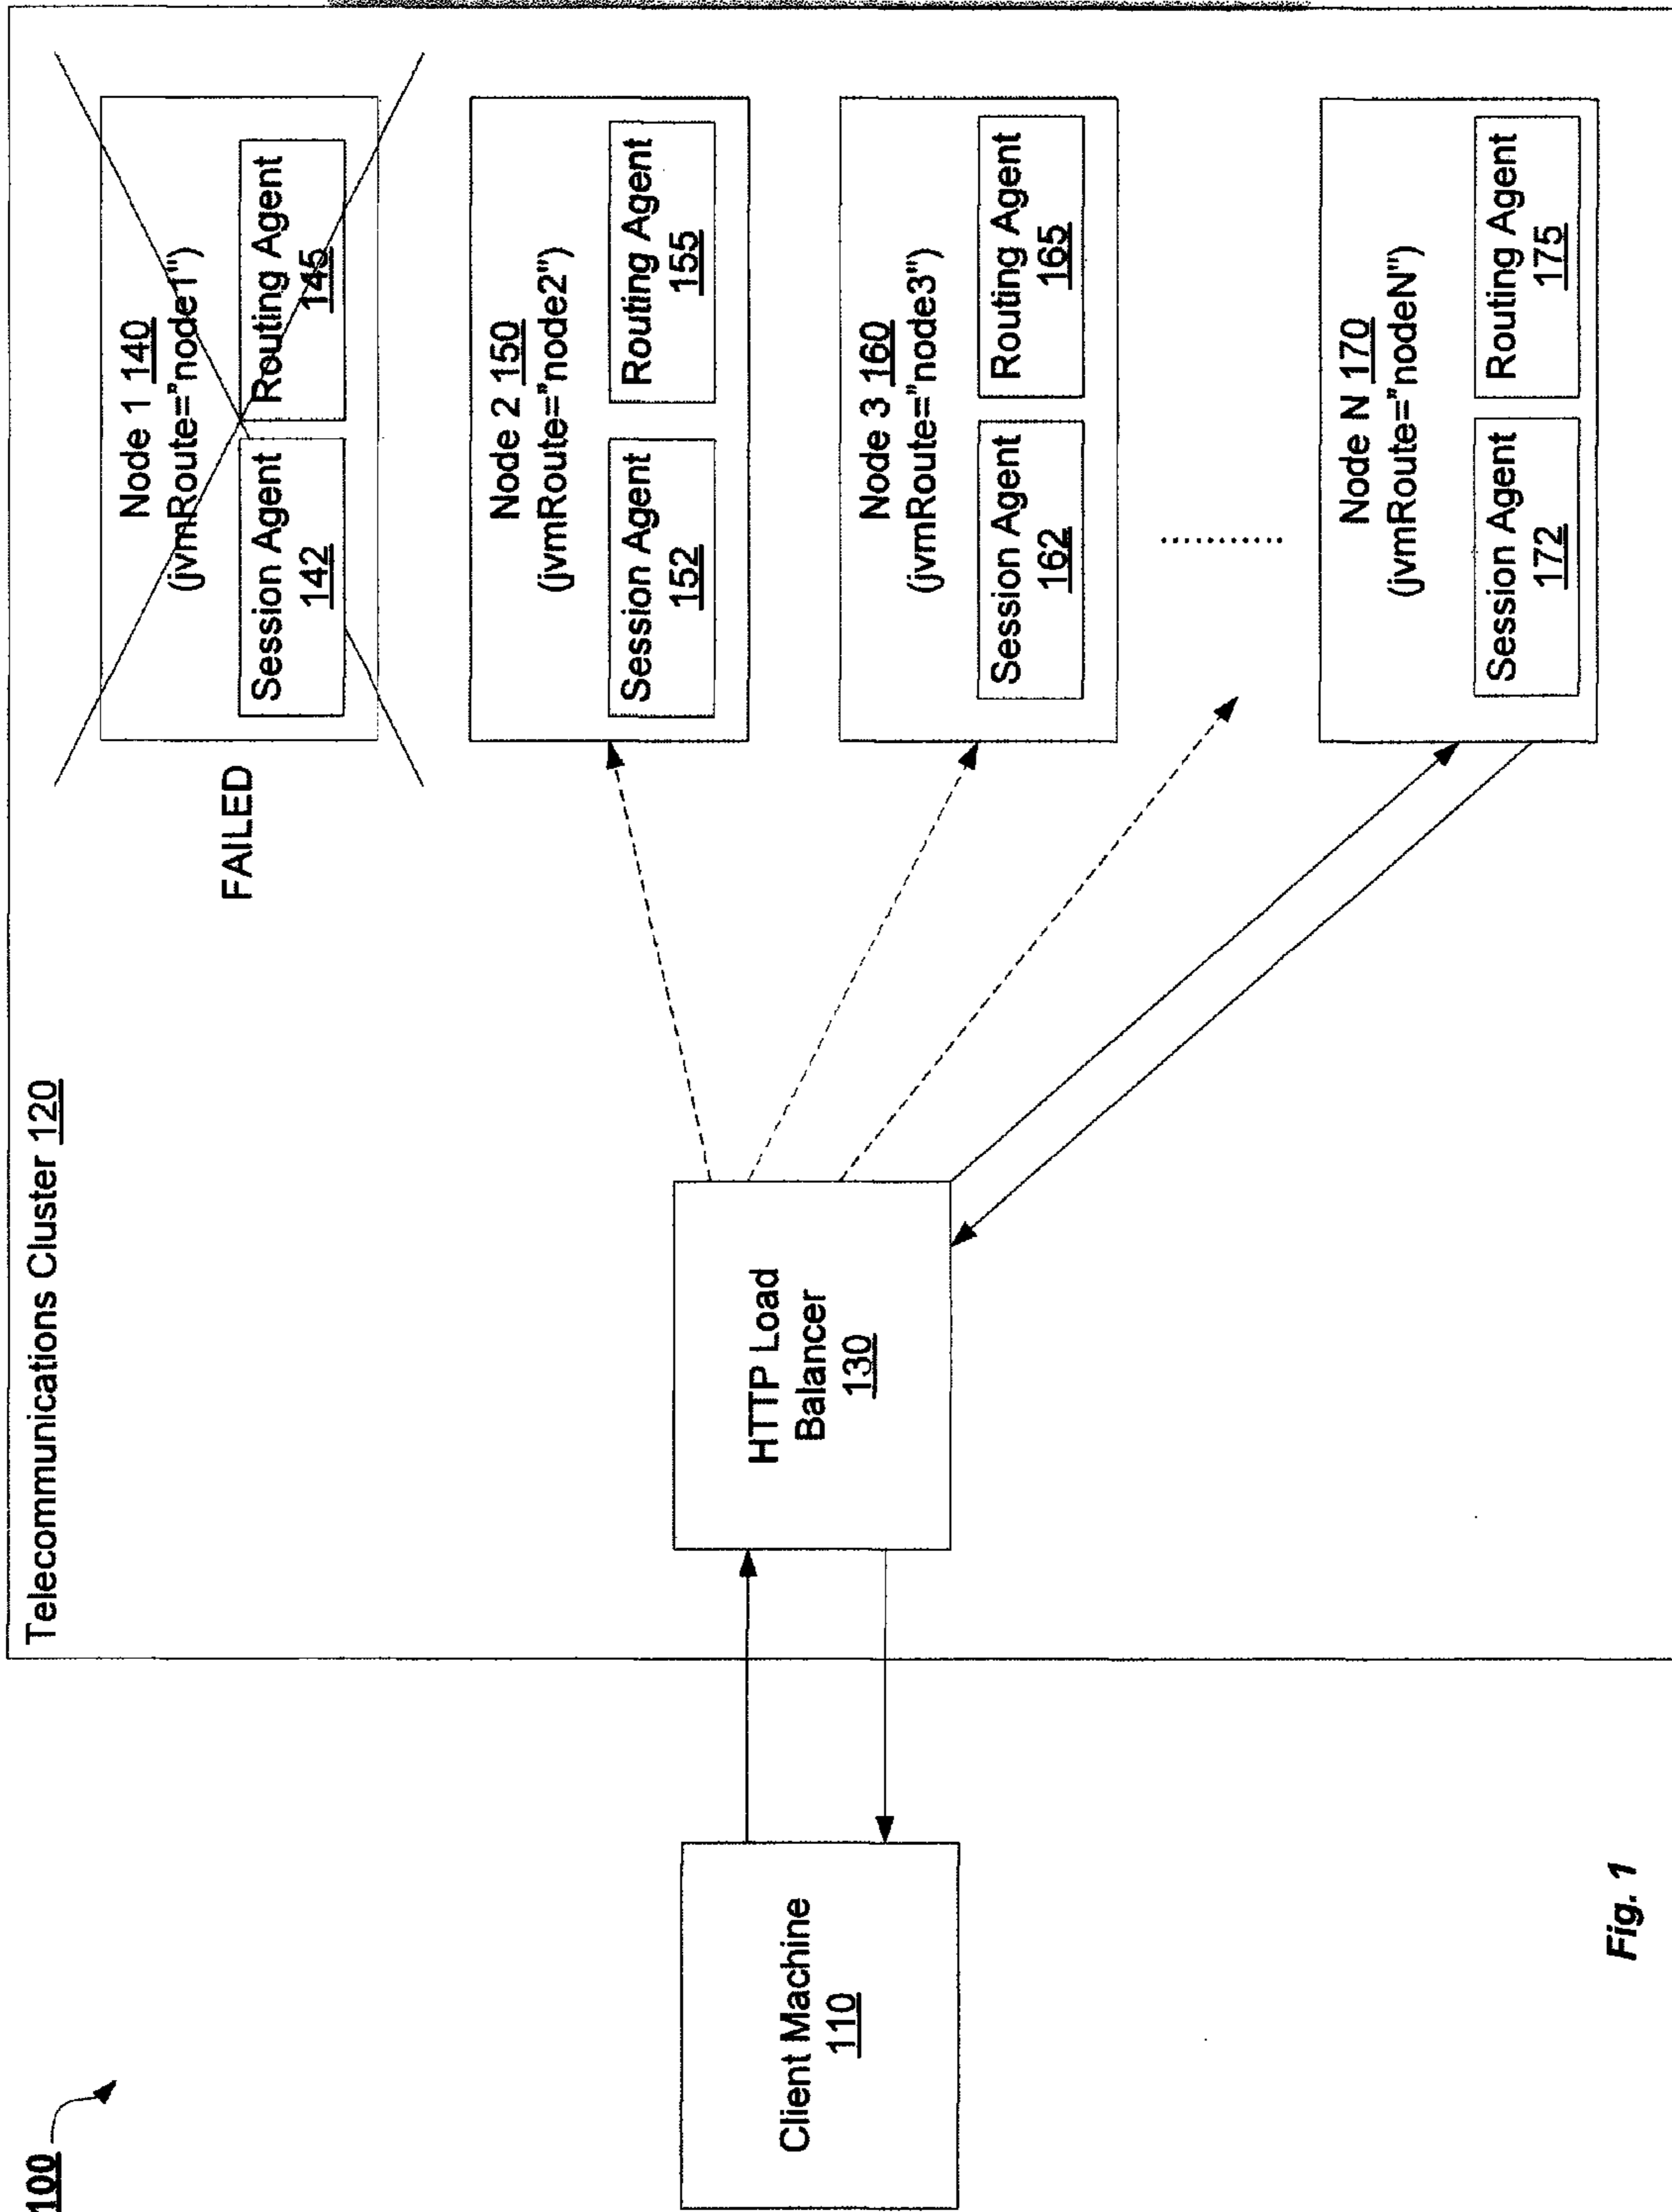 100
Telecommunications Cluster 120
Client Machine
110
HTTP Load
Balancer
130
FAILED
Node 1 140
(jvmRoute="node1")
Session Agent
142
Routing Agent
145
Node 2 150
(jvmRoute="node2")
Session Agent
152
Routing Agent
155
Node 3 160
(jvmRoute="node3")
Session Agent
162
Routing Agent
165
..........
Node N 170
(jvmRoute="nodeN")
Session Agent
172
Routing Agent
175
Fig. 1